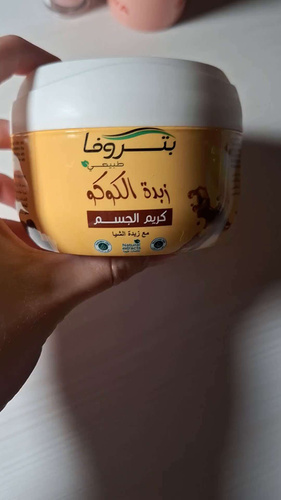 بتروفا
طبيعي
زبدة الكوكو
كريم الجسم
مع زبدة الشيا